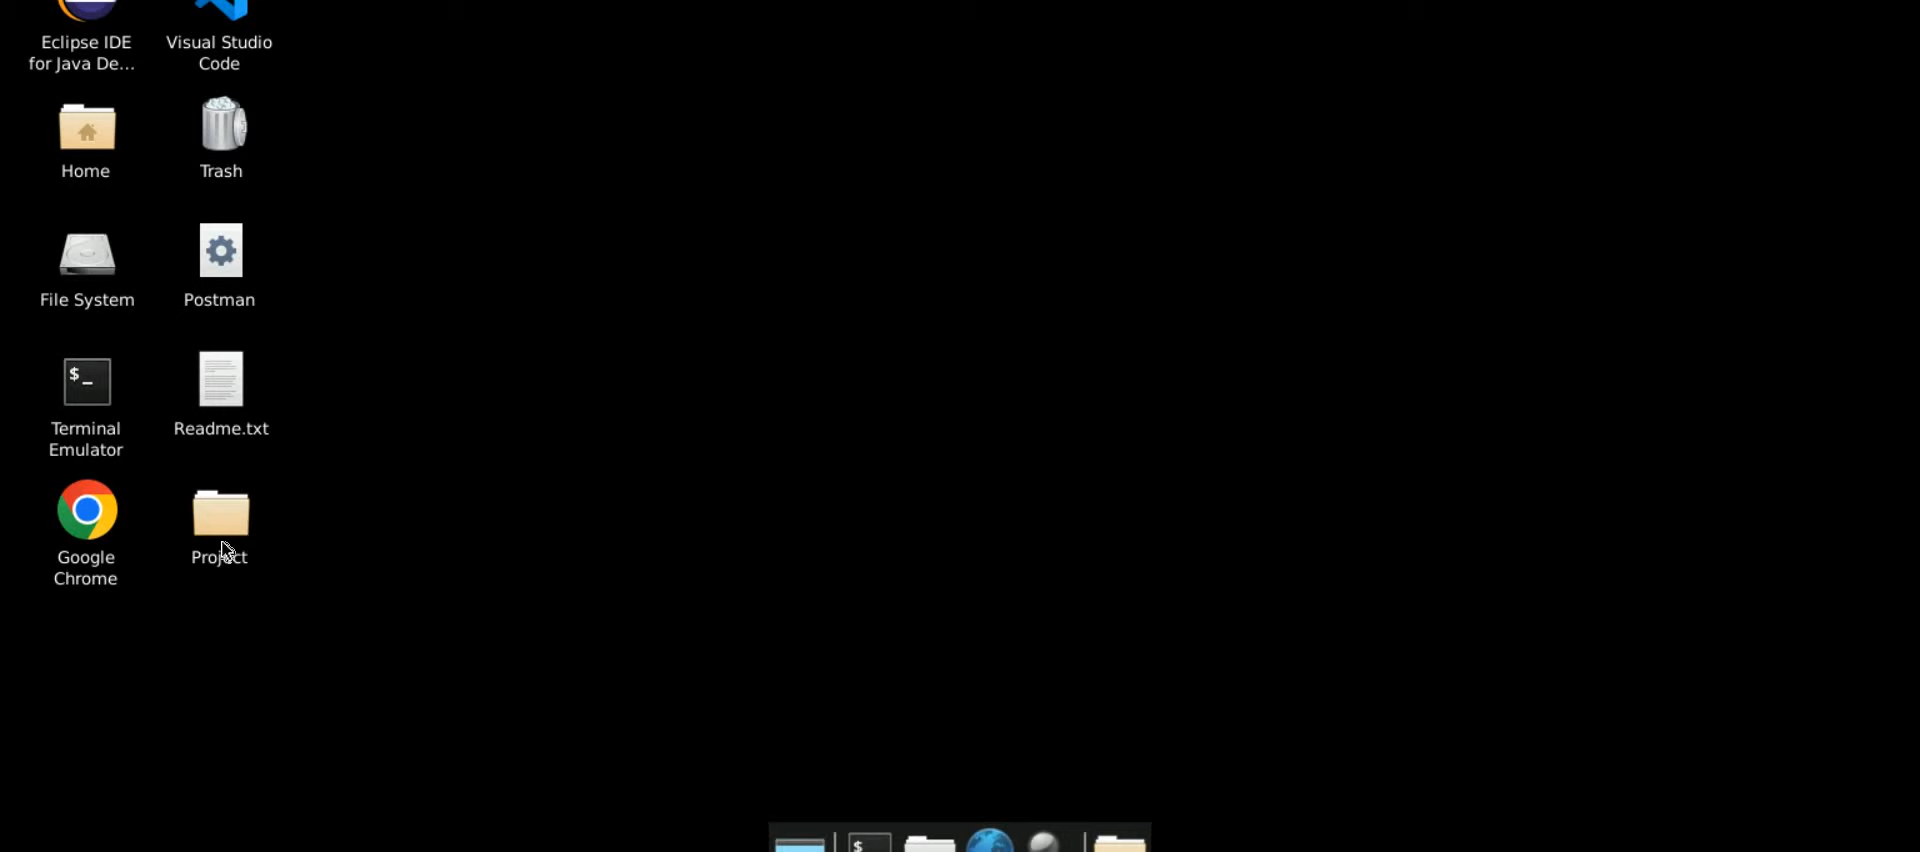 Eclipse IDE
for Java De...
Visual Studio
Code
Home
Trash
File System
Postman
$_
Terminal
Emulator
Readme.txt
Google
Chrome
Project
$